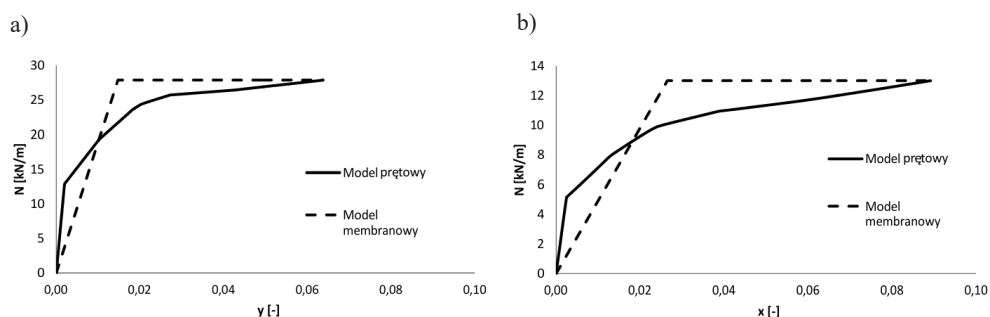 a)
30
25
20
15
10
5
0
N [kN/m]
0,00 0,02 0,04 0,06 0,08 0,10
y [-]
Model prętowy
Model
membranowy
b)
14
12
10
8
6
4
2
0
N [kN/m]
0,00 0,02 0,04 0,06 0,08 0,10
x [-]
Model prętowy
Model
membranowy